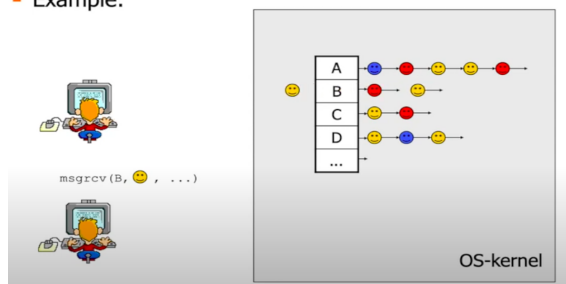 Example:
A
B
C
D
...
msgrcv(B, , ...)
OS-kernel